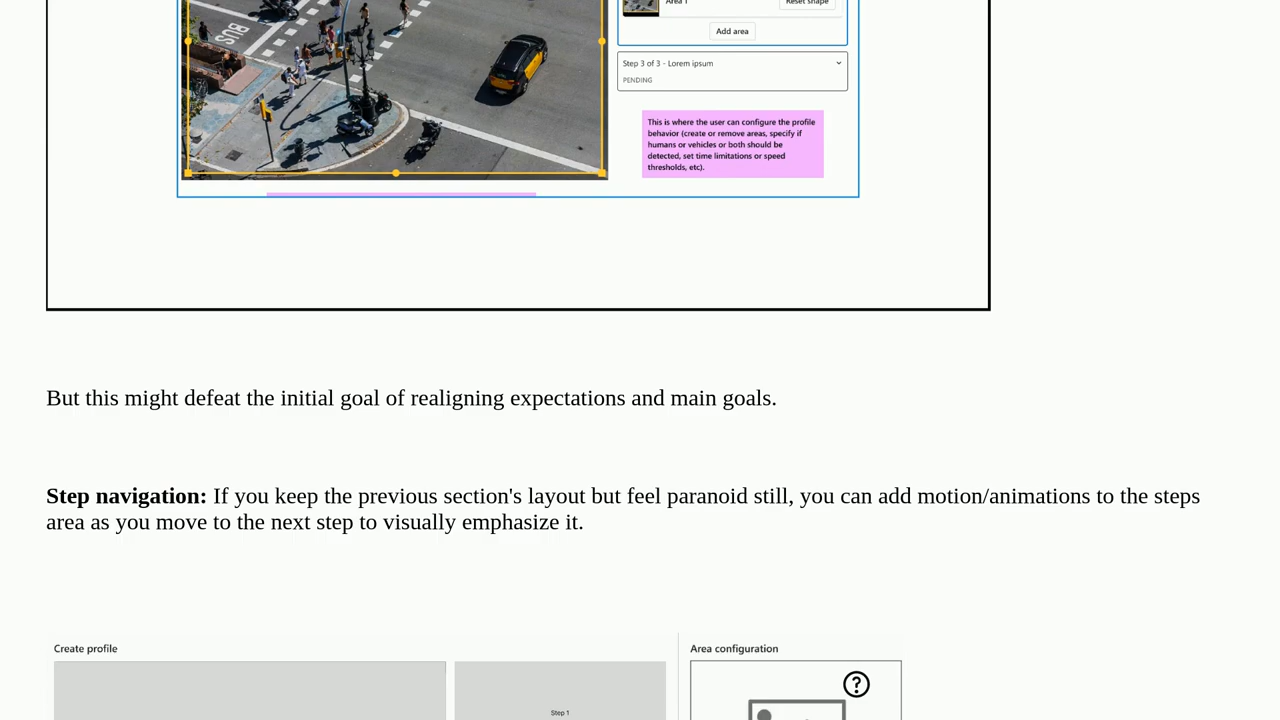 BUS
Area 1
Reset shape
Add area
Step 3 of 3 - Lorem ipsum
PENDING
This is where the user can configure the profile
behavior (create or remove areas, specify if
humans or vehicles or both should be
detected, set time limitations or speed
thresholds, etc).
But this might defeat the initial goal of realigning expectations and main goals.
Step navigation: If you keep the previous section's layout but feel paranoid still, you can add motion/animations to the steps
area as you move to the next step to visually emphasize it.
Create profile
Area configuration
?
Step 1